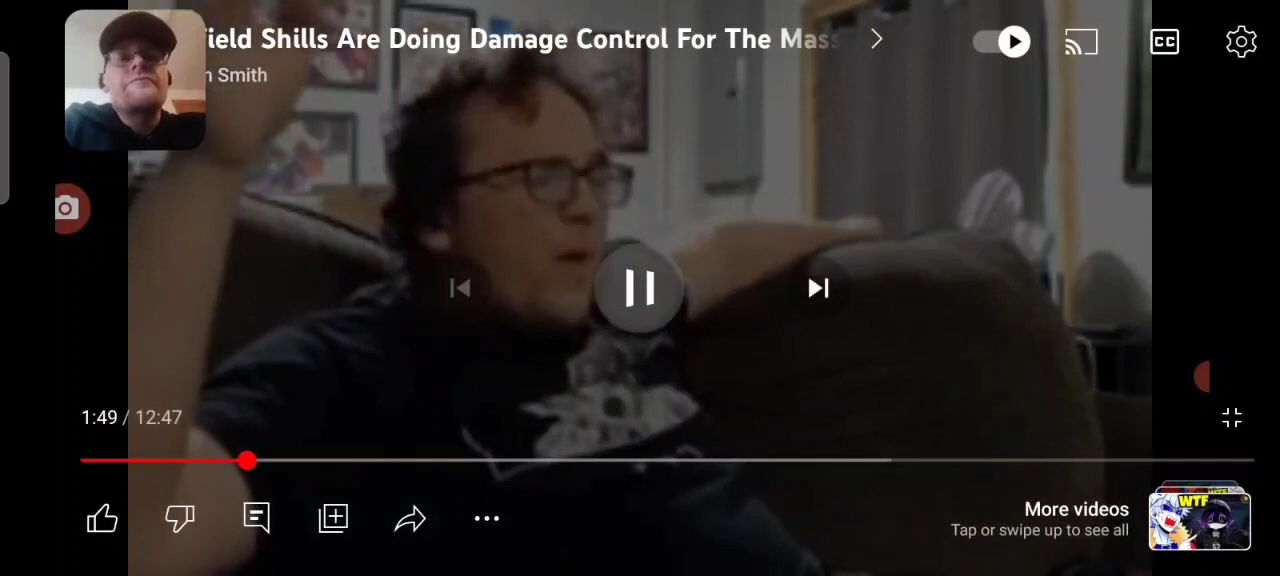 ield Shills Are Doing Damage Control For The Mass
n Smith
CC
1:49 / 12:47
More videos
Tap or swipe up to see all
WTF